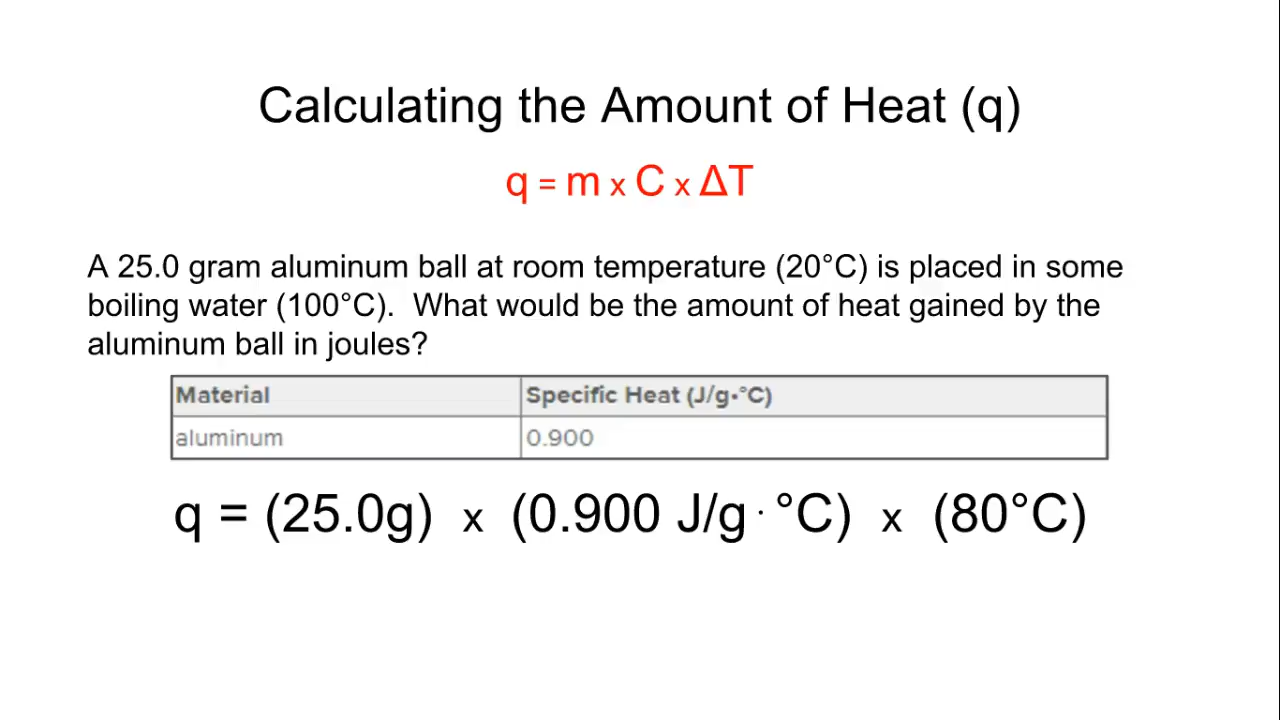 Calculating the Amount of Heat (q)
q = m x C x ΔT
A 25.0 gram aluminum ball at room temperature (20°C) is placed in some
boiling water (100°C).  What would be the amount of heat gained by the
aluminum ball in joules?
Material Specific Heat (J/g•°C)
aluminum 0.900
q = (25.0g) x (0.900 J/g · °C) x (80°C)